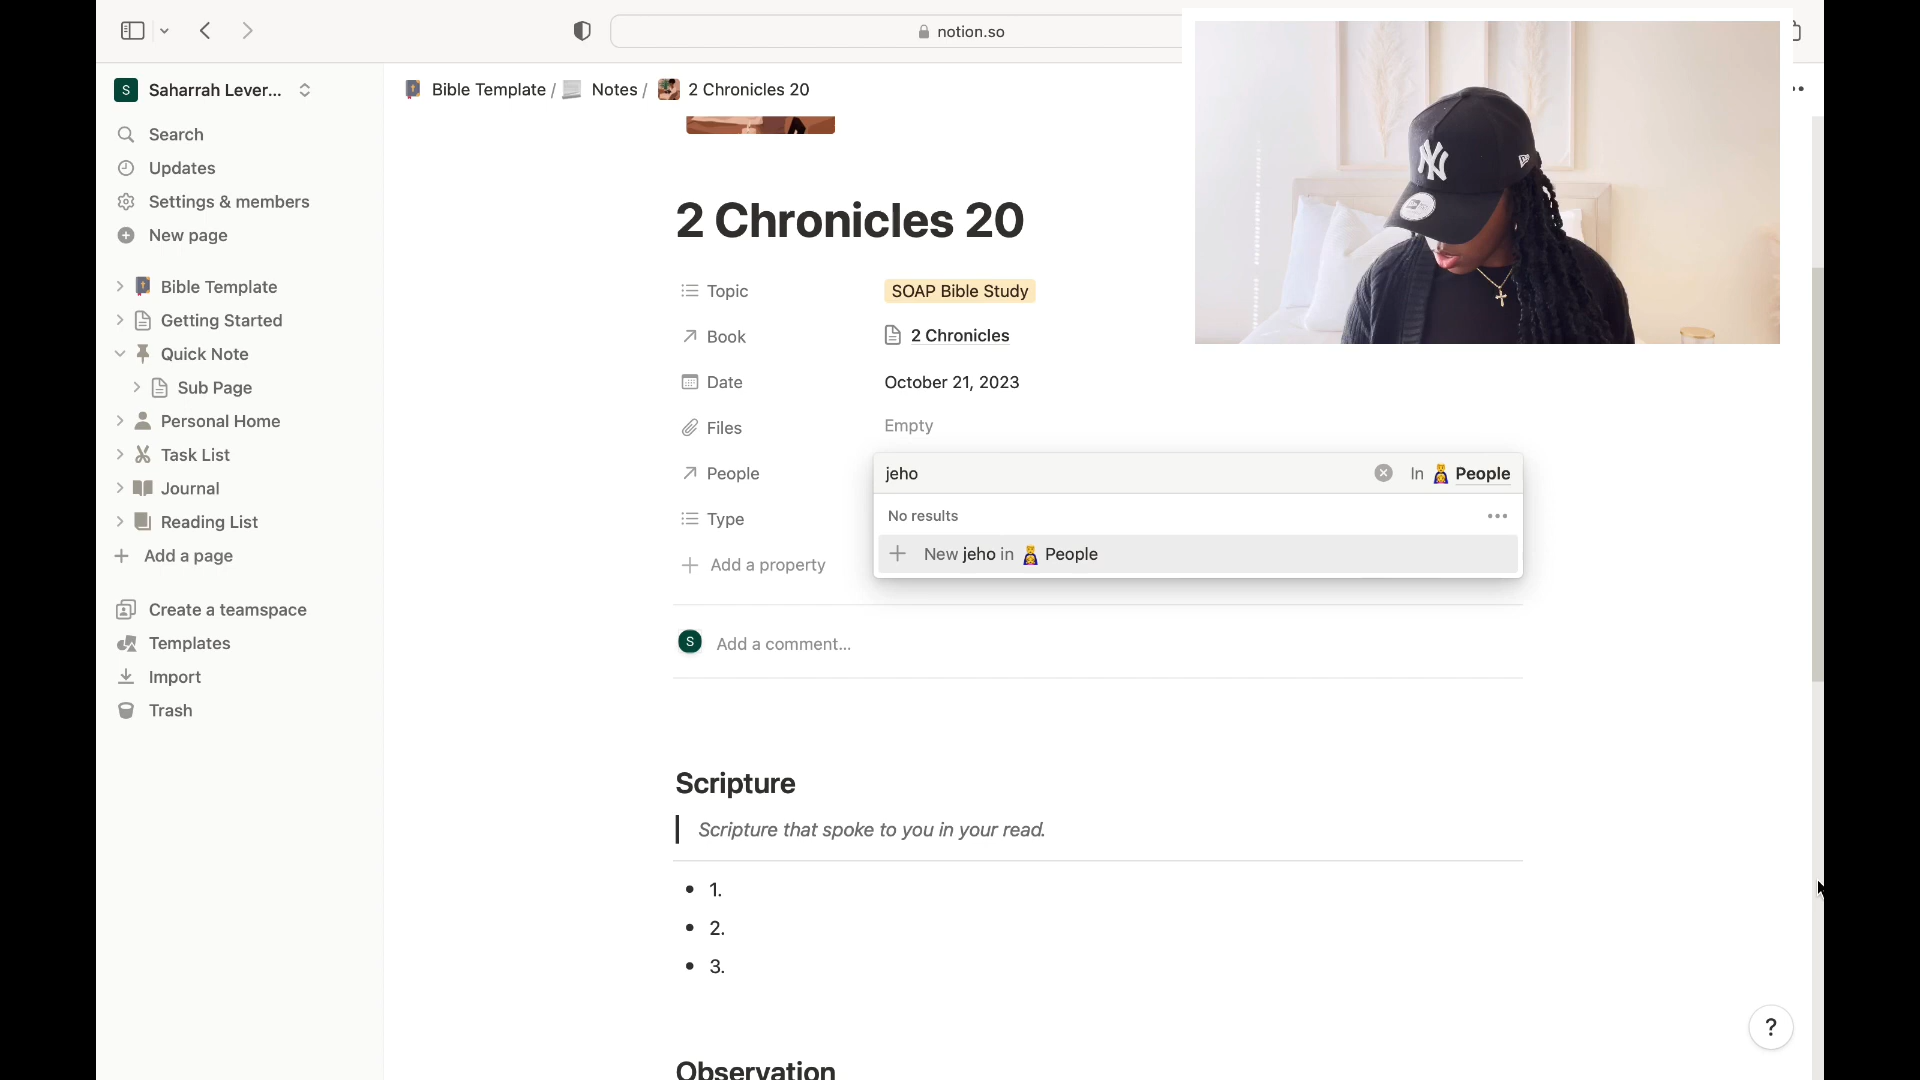 notion.so
S Saharrah Lever...
Search
Updates
Settings & members
New page
Bible Template
Getting Started
Quick Note
Sub Page
Personal Home
Task List
Journal
Reading List
Add a page
Create a teamspace
Templates
Import
Trash
Bible Template / Notes / 2 Chronicles 20
2 Chronicles 20
Topic SOAP Bible Study
Book 2 Chronicles
Date October 21, 2023
Files Empty
People jeho In People
No results
Type
New jeho in People
Add a property
S Add a comment...
Scripture
Scripture that spoke to you in your read.
• 1.
• 2.
• 3.
Observation
?
NY